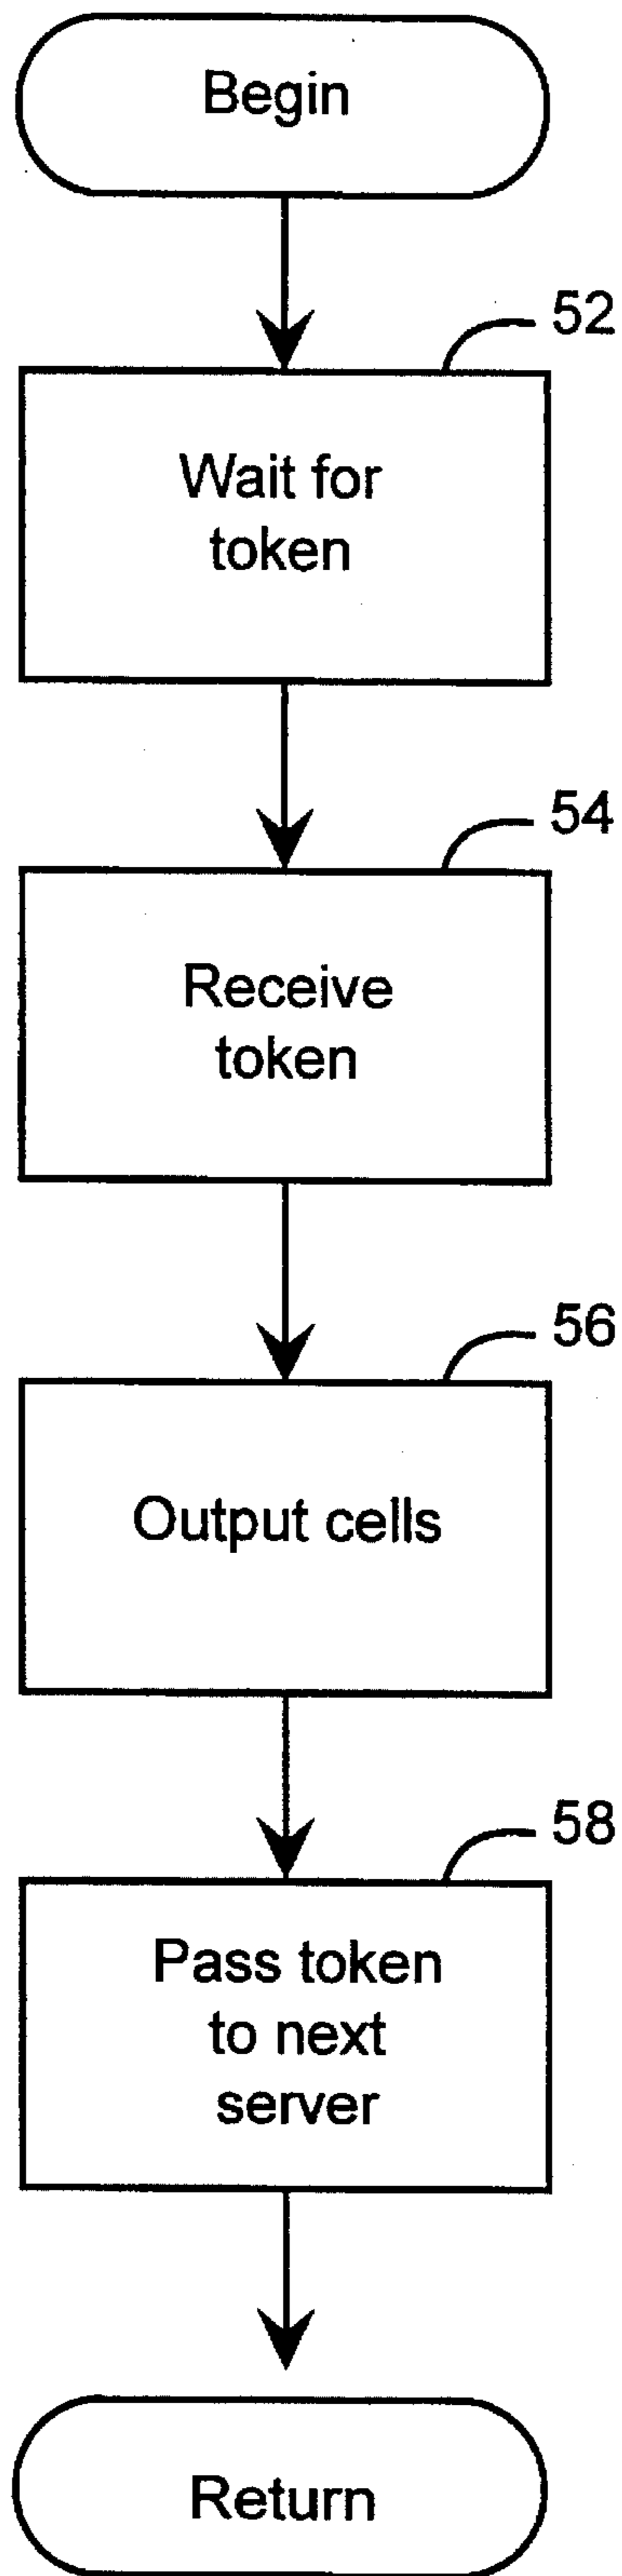 Begin
52
Wait for
token
54
Receive
token
56
Output cells
58
Pass token
to next
server
Return